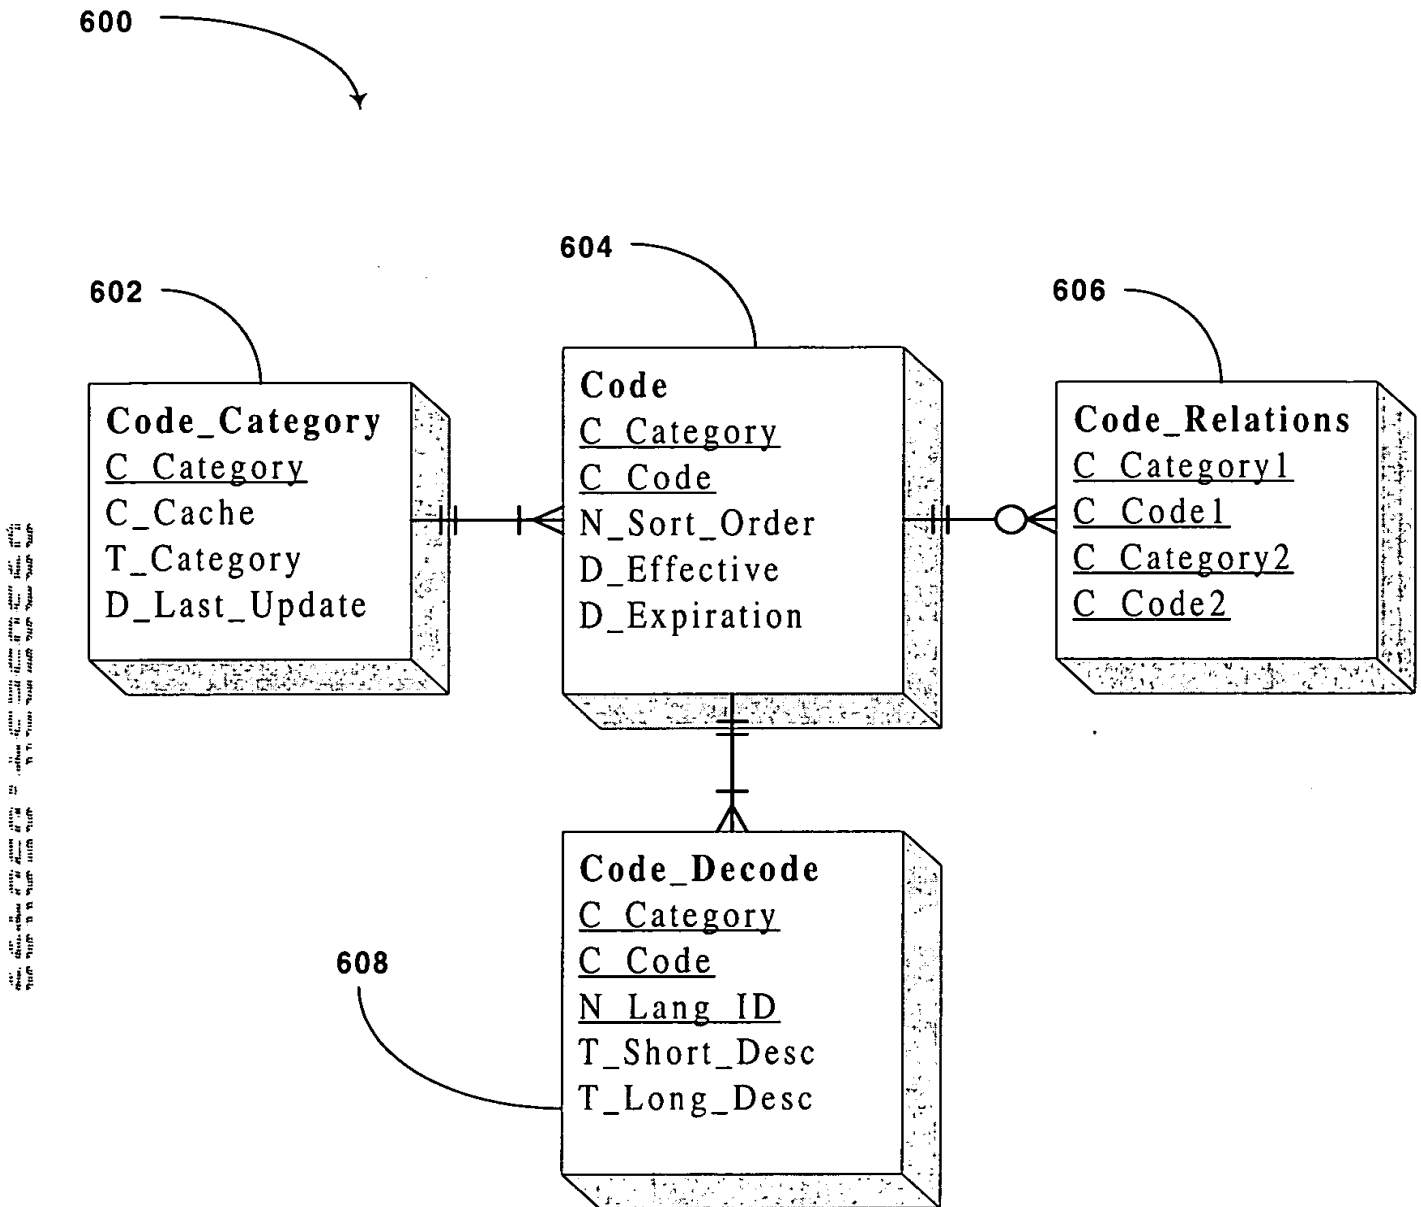 600
602
604
606
Code_Category
C_Category
C_Cache
T_Category
D_Last_Update
Code
C_Category
C_Code
N_Sort_Order
D_Effective
D_Expiration
Code_Relations
C_Category1
C_Code1
C_Category2
C_Code2
608
Code_Decode
C_Category
C_Code
N_Lang_ID
T_Short_Desc
T_Long_Desc